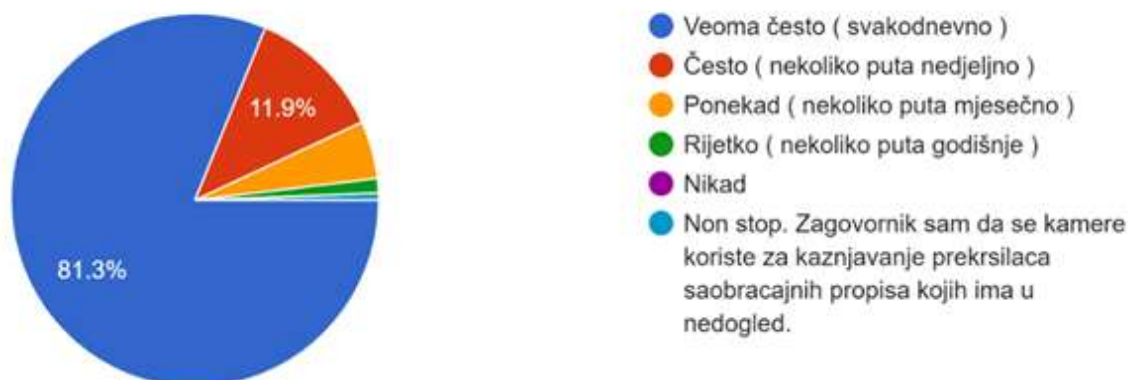 81.3%
11.9%
Veoma često ( svakodnevno )
Često ( nekoliko puta nedjeljno )
Ponekad ( nekoliko puta mjesečno )
Rijetko ( nekoliko puta godišnje )
Nikad
Non stop. Zagovornik sam da se kamere
koriste za kaznjavanje prekrsilaca
saobracajnih propisa kojih ima u
nedogled.